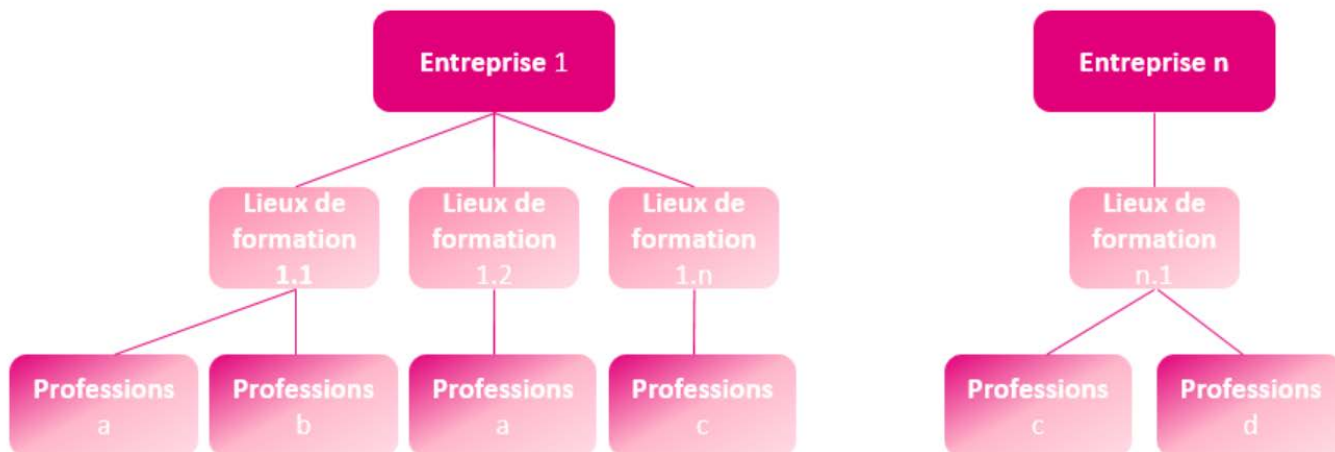 Entreprise 1
Entreprise n
Lieux de
formation
1.1
Lieux de
formation
1.2
Lieux de
formation
1.n
Lieux de
formation
n.1
Professions
a
Professions
b
Professions
a
Professions
c
Professions
c
Professions
d